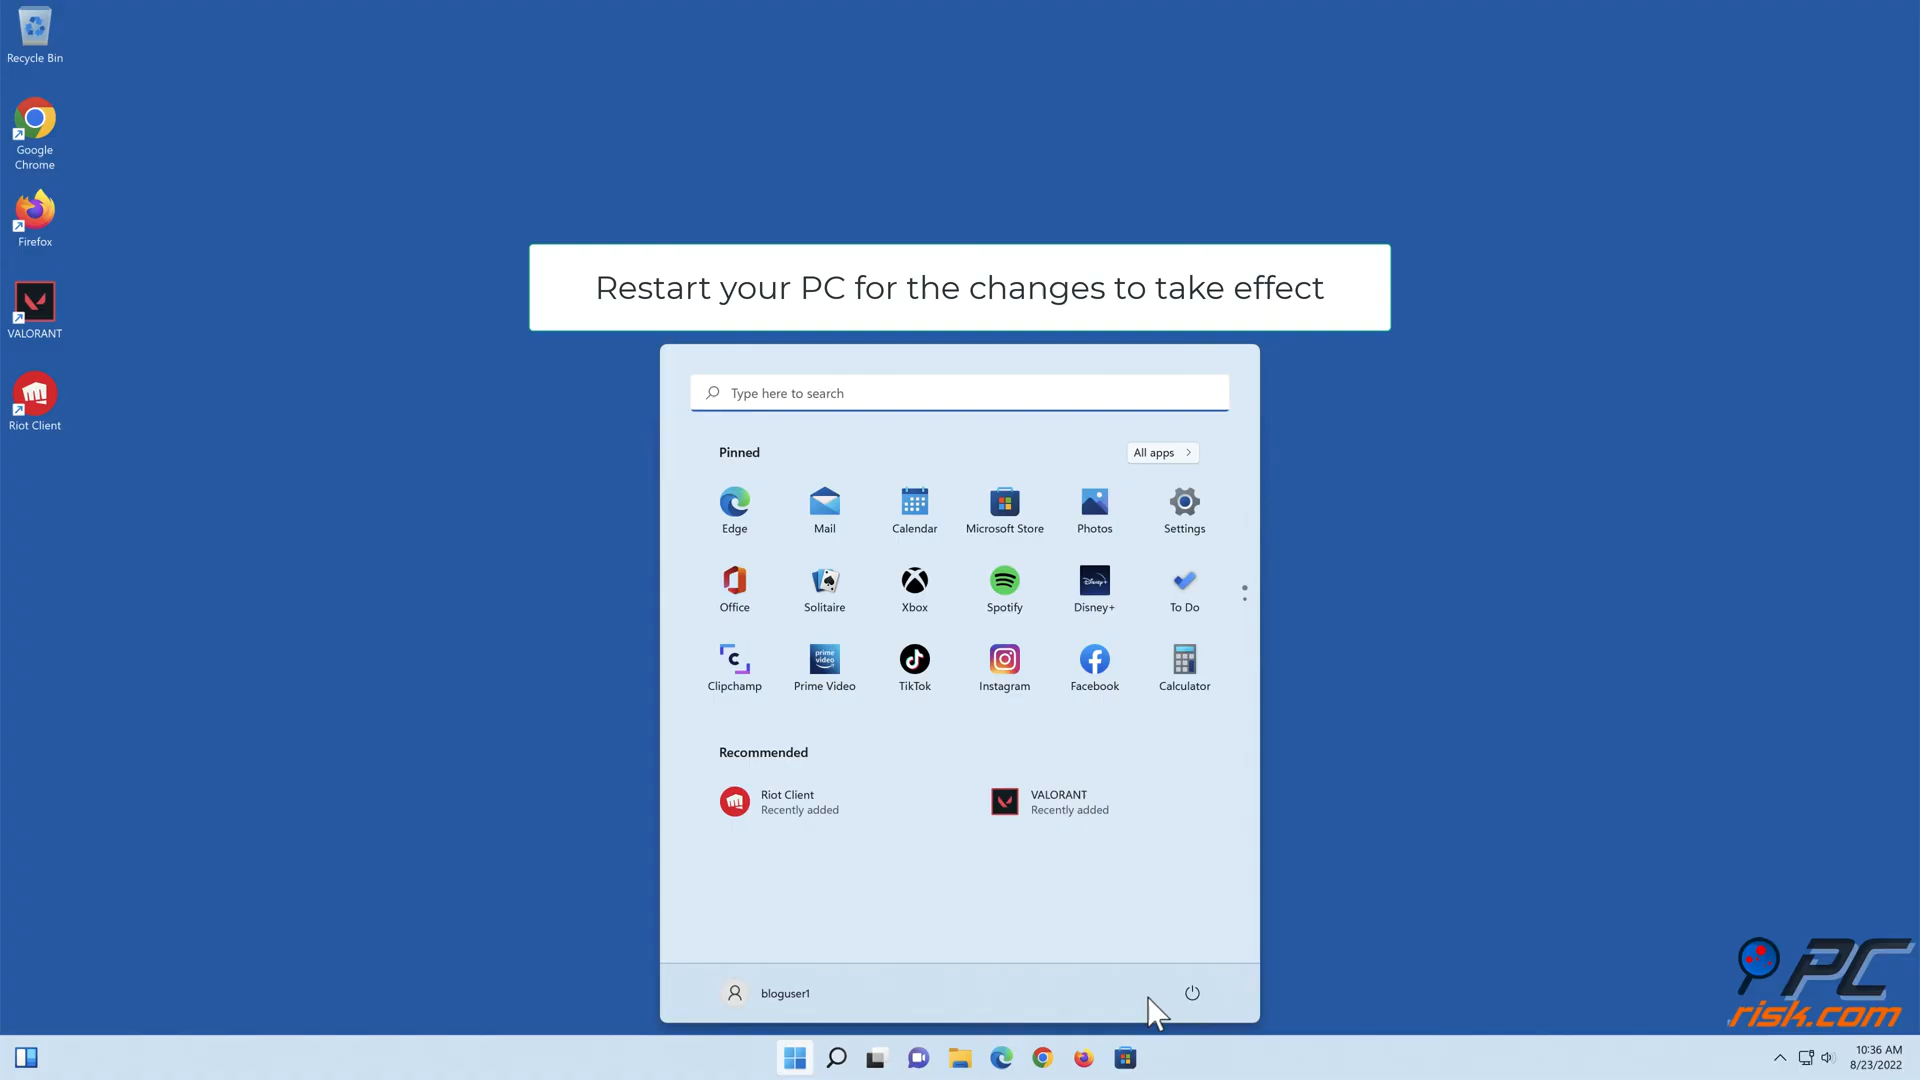 Recycle Bin
Google
Chrome
Firefox
VALORANT
Riot Client
Restart your PC for the changes to take effect
Type here to search
Pinned
All apps
Edge
Mail
Calendar
Microsoft Store
Photos
Settings
Office
Solitaire
Xbox
Spotify
Disney+
Disney+
To Do
C
prime
video
Clipchamp
Prime Video
TikTok
Instagram
Facebook
Calculator
Recommended
Riot Client
Recently added
VALORANT
Recently added
bloguser1
PC
risk.com
10:36 AM
8/23/2022